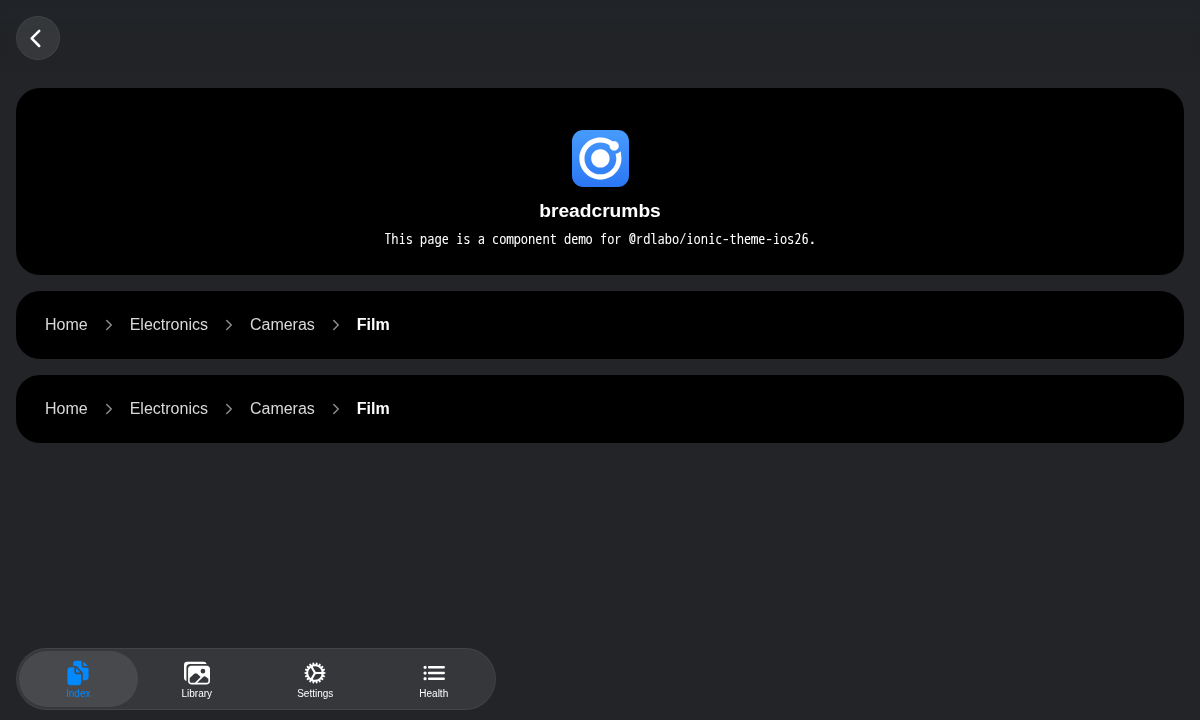 breadcrumbs
This page is a component demo for @rdlabo/ionic-theme-ios26.
Home Electronics Cameras Film
Home Electronics Cameras Film
Index Library Settings Health